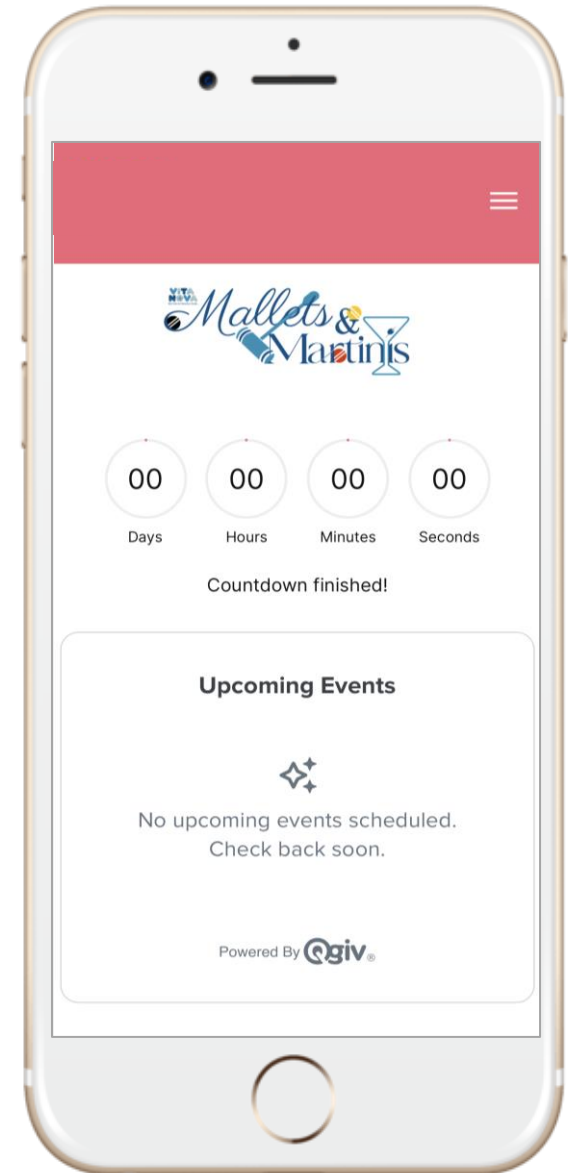 VITA
NOVA
Mallets &
Martinis
00 00 00 00
Days Hours Minutes Seconds
Countdown finished!
Upcoming Events
No upcoming events scheduled.
Check back soon.
Powered By Qgiv®